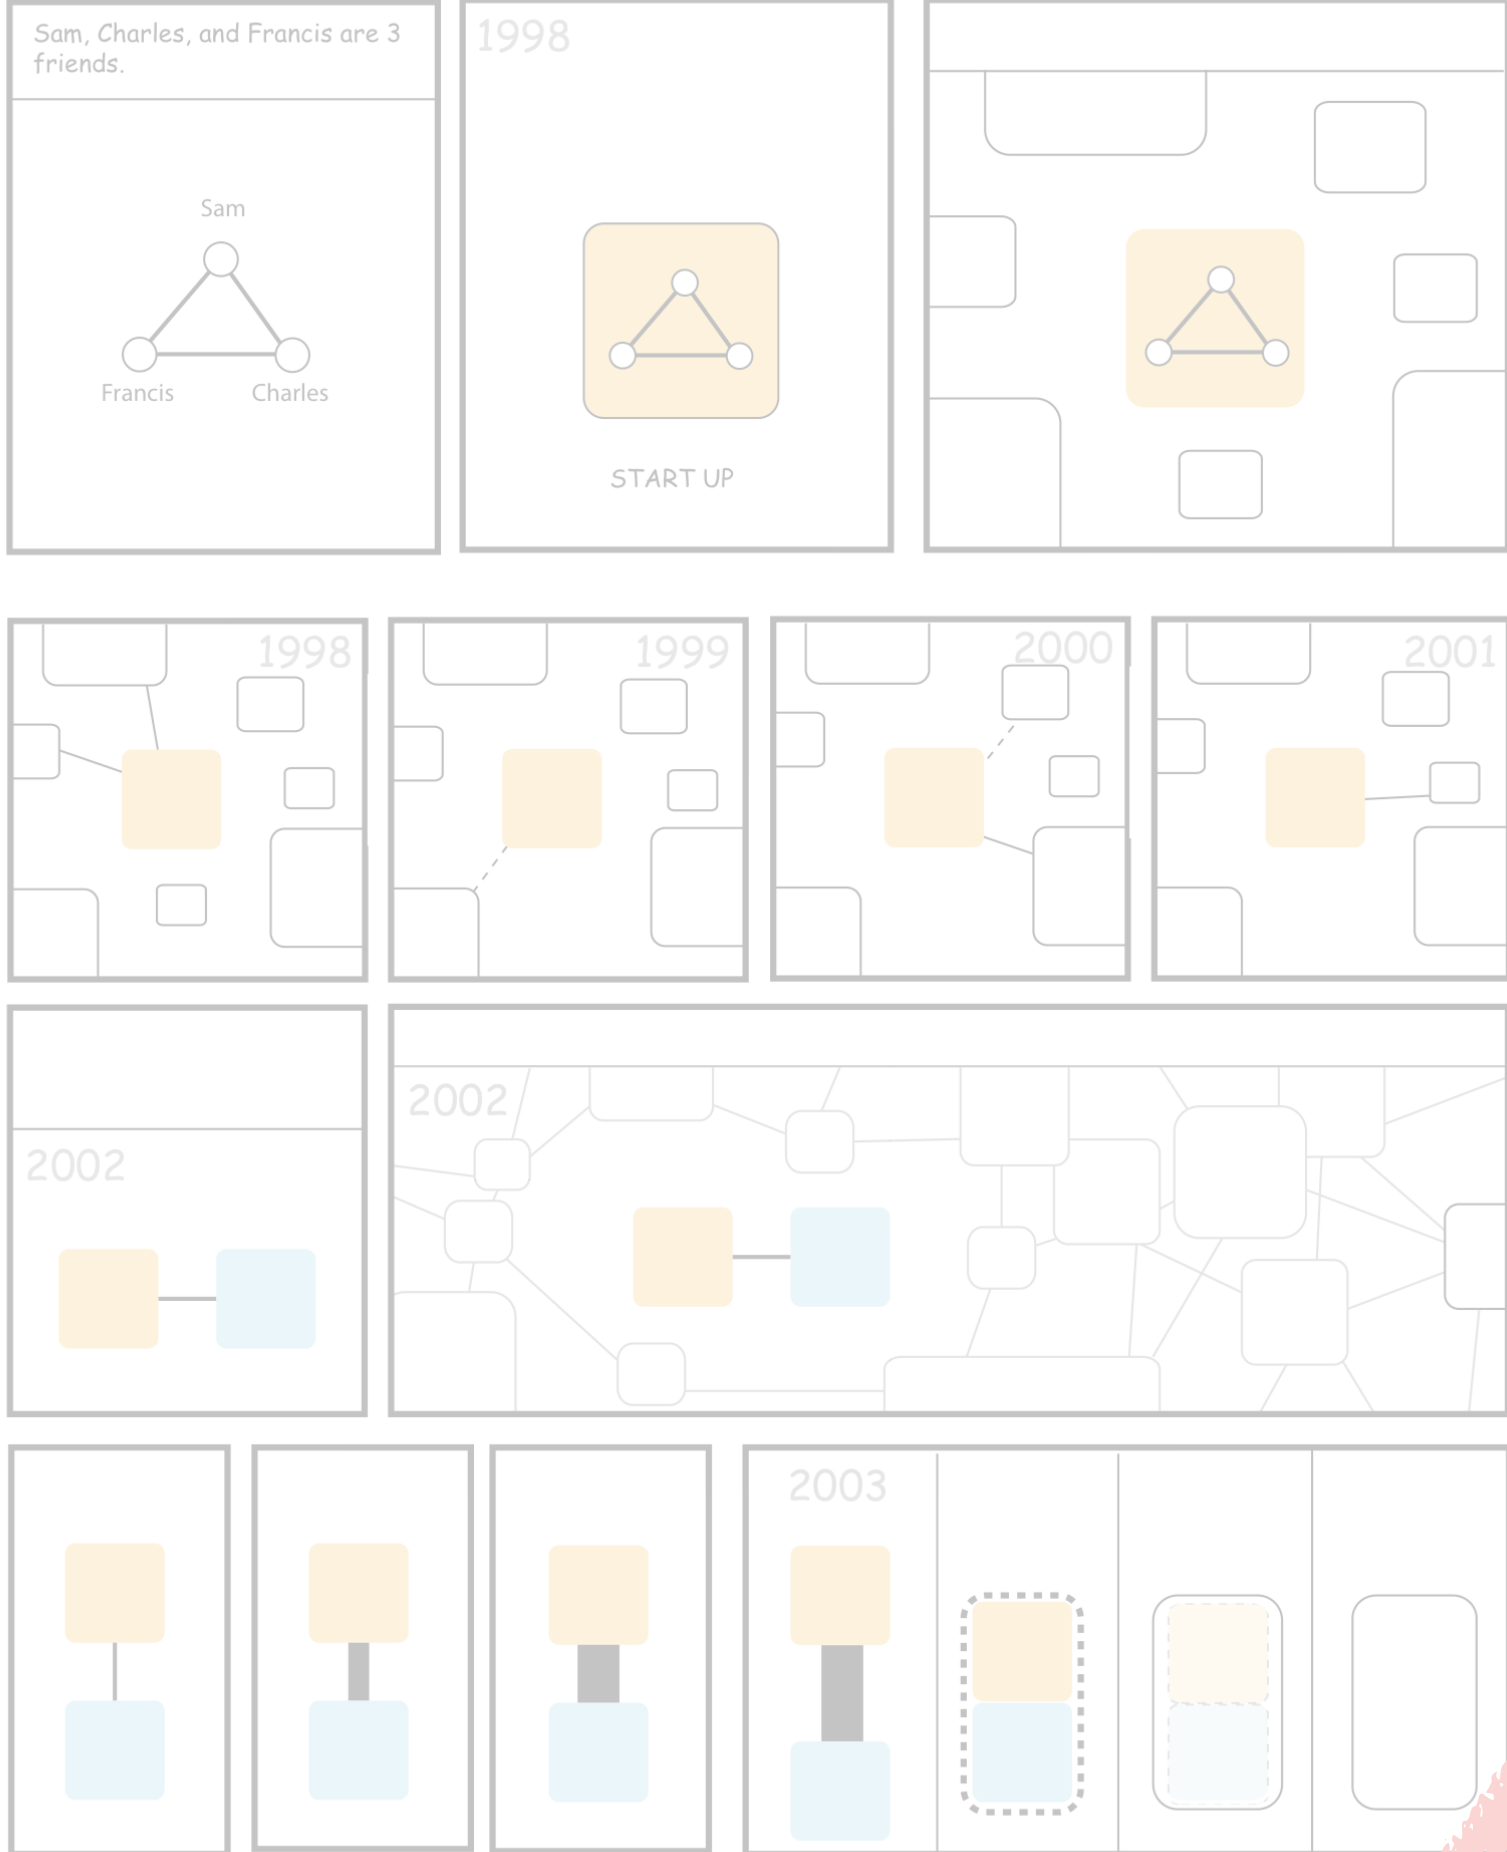 Sam, Charles, and Francis are 3
friends.
Sam
Francis
Charles
1998
START UP
1998
1999
2000
2001
2002
2002
2003